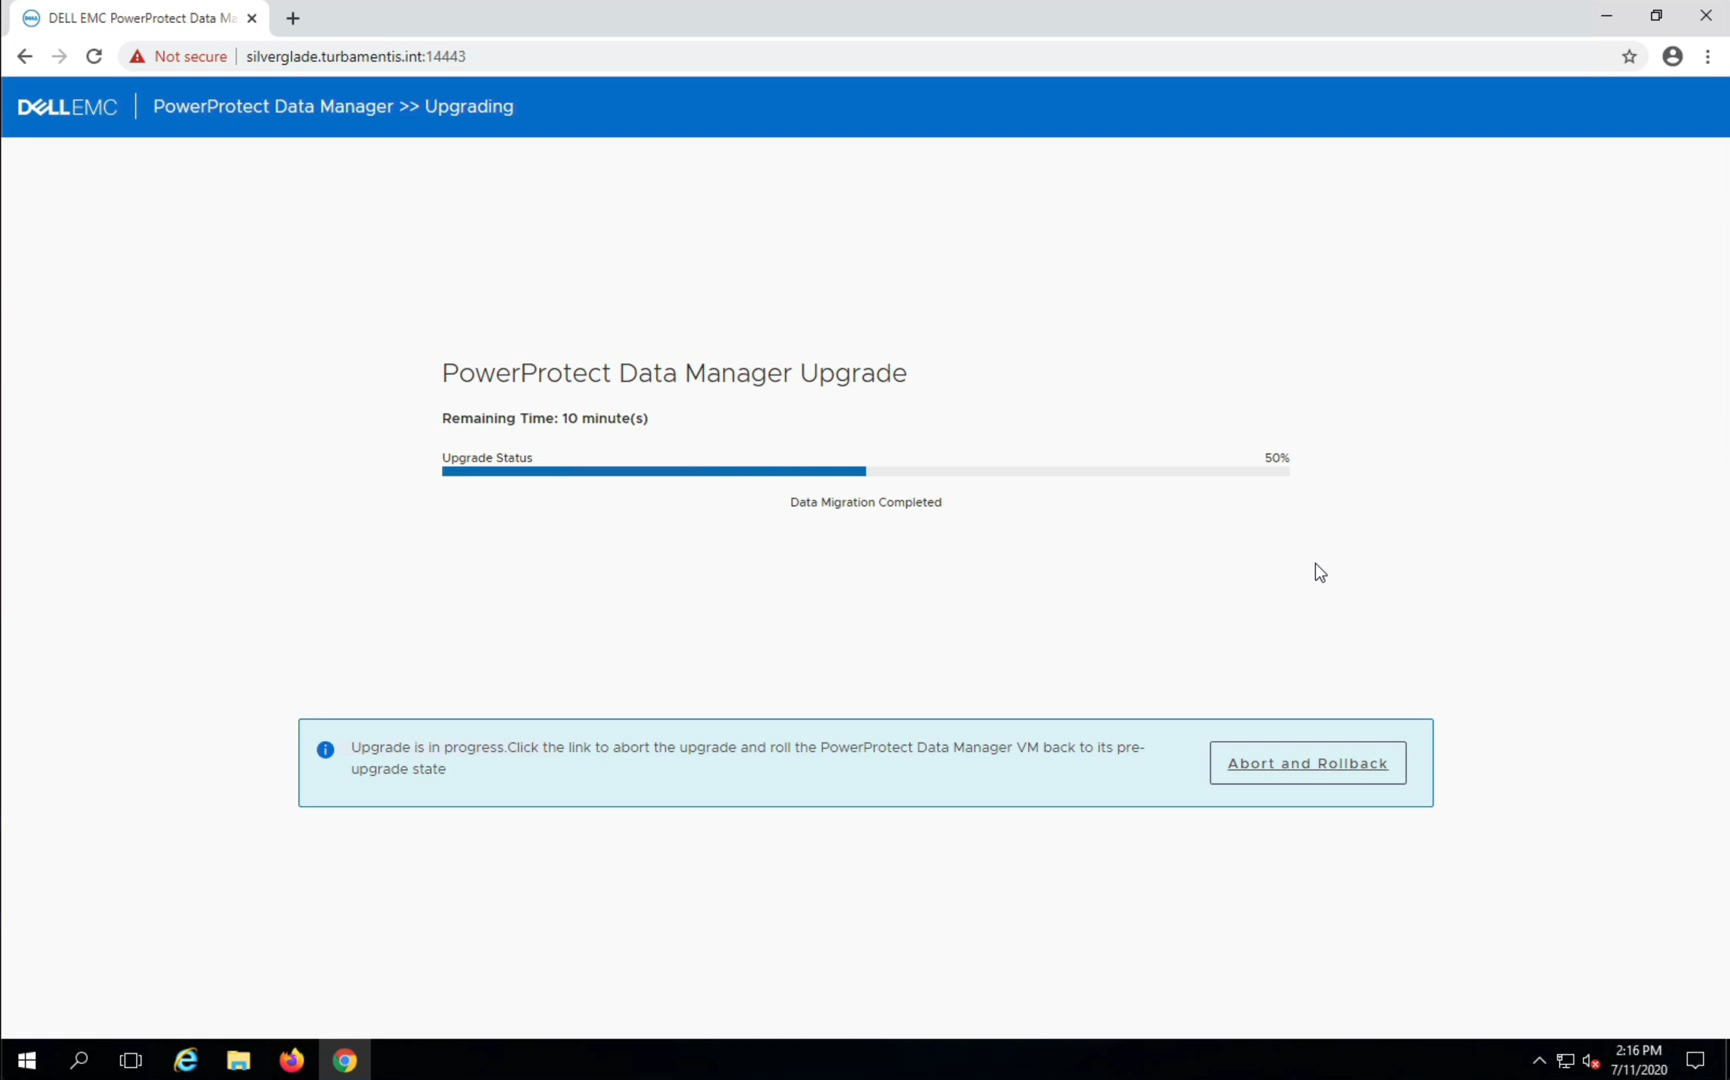 DELL EMC PowerProtect Data Ma
Not secure
silverglade.turbamentis.int:14443
DELLEMC
PowerProtect Data Manager >> Upgrading
PowerProtect Data Manager Upgrade
Remaining Time: 10 minute(s)
Upgrade Status
50%
Data Migration Completed
Upgrade is in progress.Click the link to abort the upgrade and roll the PowerProtect Data Manager VM back to its pre-
upgrade state
Abort and Rollback
2:16 PM
7/11/2020